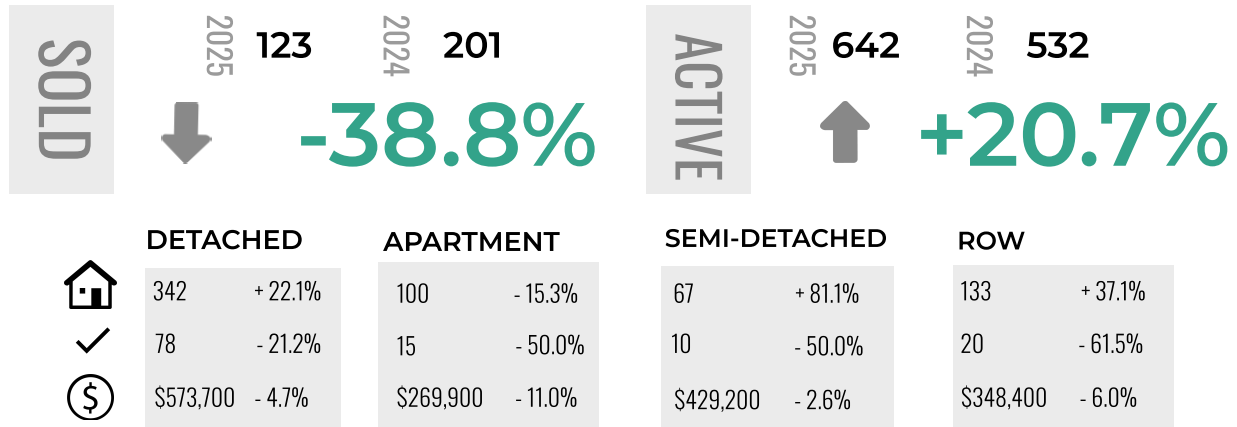 SOLD
2025 123 2024 201
-38.8%
ACTIVE
2025 642 2024 532
+20.7%
DETACHED
342 + 22.1%
78 - 21.2%
$573,700 - 4.7%
APARTMENT
100 - 15.3%
15 - 50.0%
$269,900 - 11.0%
SEMI-DETACHED
67 + 81.1%
10 - 50.0%
$429,200 - 2.6%
ROW
133 + 37.1%
20 - 61.5%
$348,400 - 6.0%
$